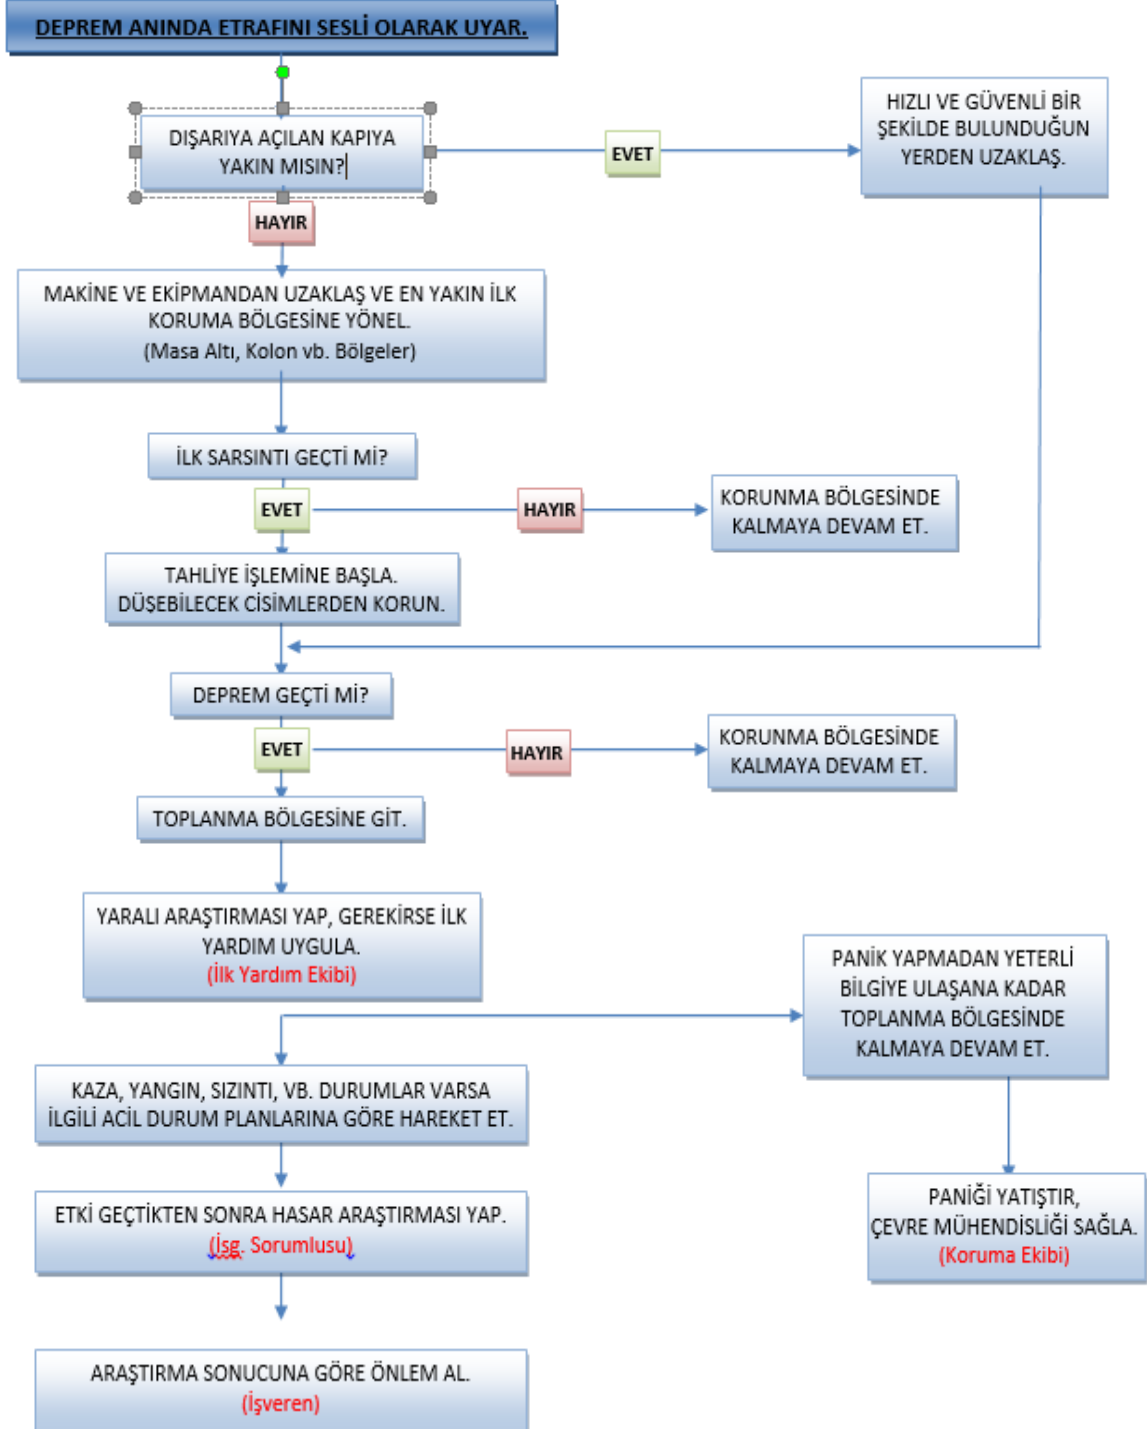 DEPREM ANINDA ETRAFINI SESLİ OLARAK UYAR.
DIŞARIYA AÇILAN KAPIYA
YAKIN MISIN?
EVET
HIZLI VE GÜVENLİ BİR
ŞEKİLDE BULUNDUĞUN
YERDEN UZAKLAŞ.
HAYIR
MAKİNE VE EKİPMANDAN UZAKLAŞ VE EN YAKIN İLK
KORUMA BÖLGESİNE YÖNEL.
(Masa Altı, Kolon vb. Bölgeler)
İLK SARSINTI GEÇTİ Mİ?
EVET
HAYIR
KORUNMA BÖLGESİNDE
KALMAYA DEVAM ET.
TAHLİYE İŞLEMİNE BAŞLA.
DÜŞEBİLECEK CİSİMLERDEN KORUN.
DEPREM GEÇTİ Mİ?
EVET
HAYIR
KORUNMA BÖLGESİNDE
KALMAYA DEVAM ET.
TOPLANMA BÖLGESİNE GİT.
YARALI ARAŞTIRMASI YAP, GEREKİRSE İLK
YARDIM UYGULA.
(İlk Yardım Ekibi)
PANİK YAPMADAN YETERLİ
BİLGİYE ULAŞANA KADAR
TOPLANMA BÖLGESİNDE
KALMAYA DEVAM ET.
KAZA, YANGIN, SIZINTI, VB. DURUMLAR VARSA
İLGİLİ ACİL DURUM PLANLARINA GÖRE HAREKET ET.
ETKİ GEÇTİKTEN SONRA HASAR ARAŞTIRMASI YAP.
(İsg. Sorumlusu)
PANİĞİ YATIŞTIR,
ÇEVRE MÜHENDİSLİĞİ SAĞLA.
(Koruma Ekibi)
ARAŞTIRMA SONUCUNA GÖRE ÖNLEM AL.
(İşveren)